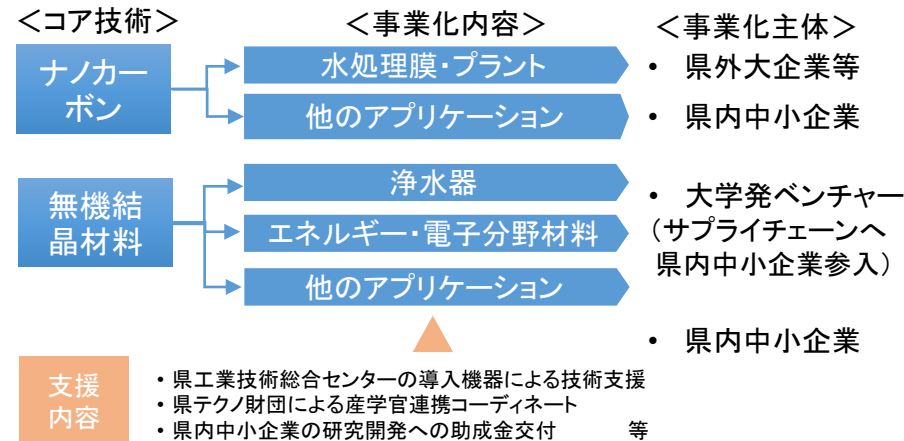 ＜コア技術＞
＜事業化内容＞
＜事業化主体＞
ナノカー
ボン
水処理膜・プラント
他のアプリケーション
• 県外大企業等
• 県内中小企業
無機結
晶材料
浄水器
エネルギー・電子分野材料
他のアプリケーション
• 大学発ベンチャー
（サプライチェーンへ
県内中小企業参入）
• 県内中小企業
支援
内容
・県工業技術総合センターの導入機器による技術支援
・県テクノ財団による産学官連携コーディネート
・県内中小企業の研究開発への助成金交付　　　等